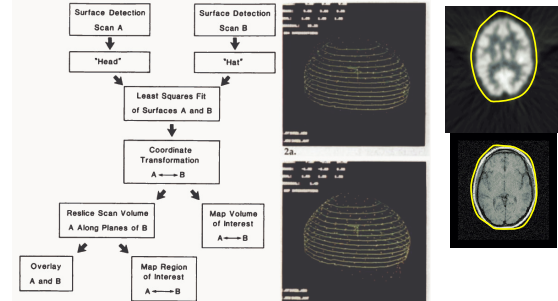 Surface Detection
Scan A
Surface Detection
Scan B
"Head"
"Hat"
Least Squares Fit
of Surfaces A and B
Coordinate
Transformation
A ↔ B
Reslice Scan Volume
A Along Planes of B
Map Volume
of Interest
A ↔ B
Overlay
A and B
Map Region
of Interest
A ↔ B
2a.